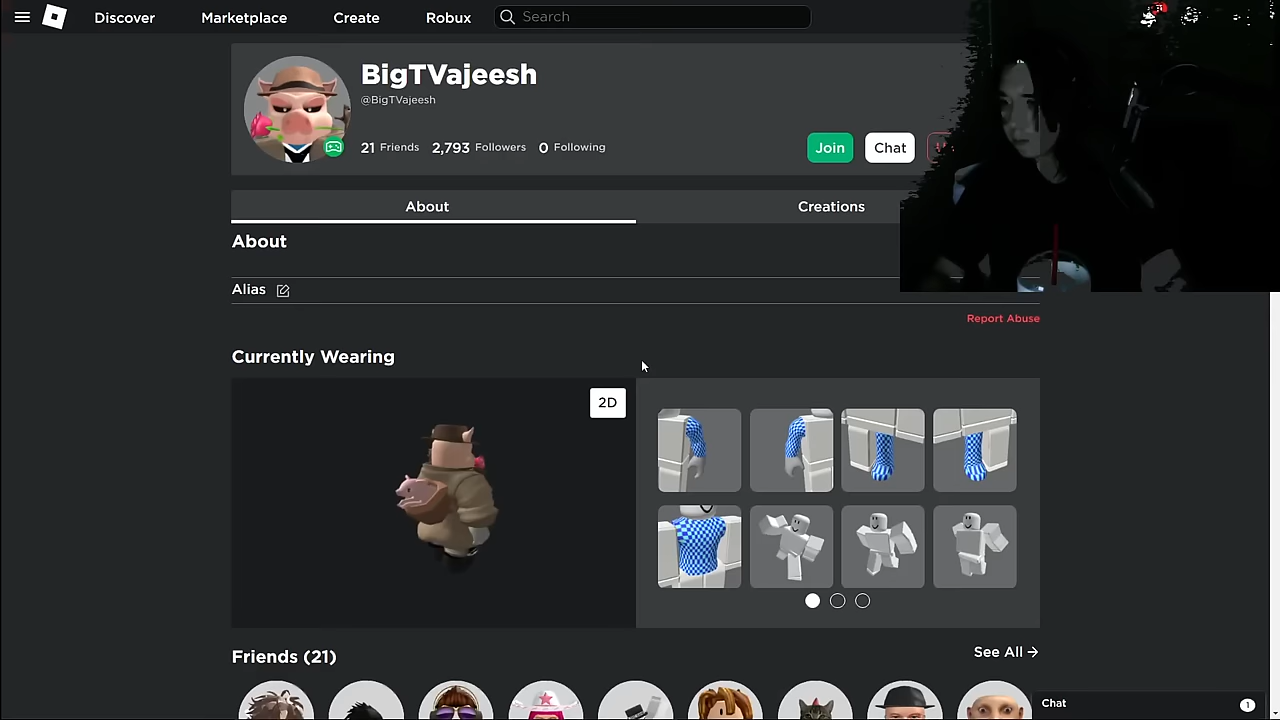 Discover
Marketplace
Create
Robux
Search
BigTVajeesh
@BigTVajeesh
21 Friends 2,793 Followers 0 Following
Join
Chat
About
Creations
About
Alias
Report Abuse
Currently Wearing
2D
Friends (21)
See All
Chat
1